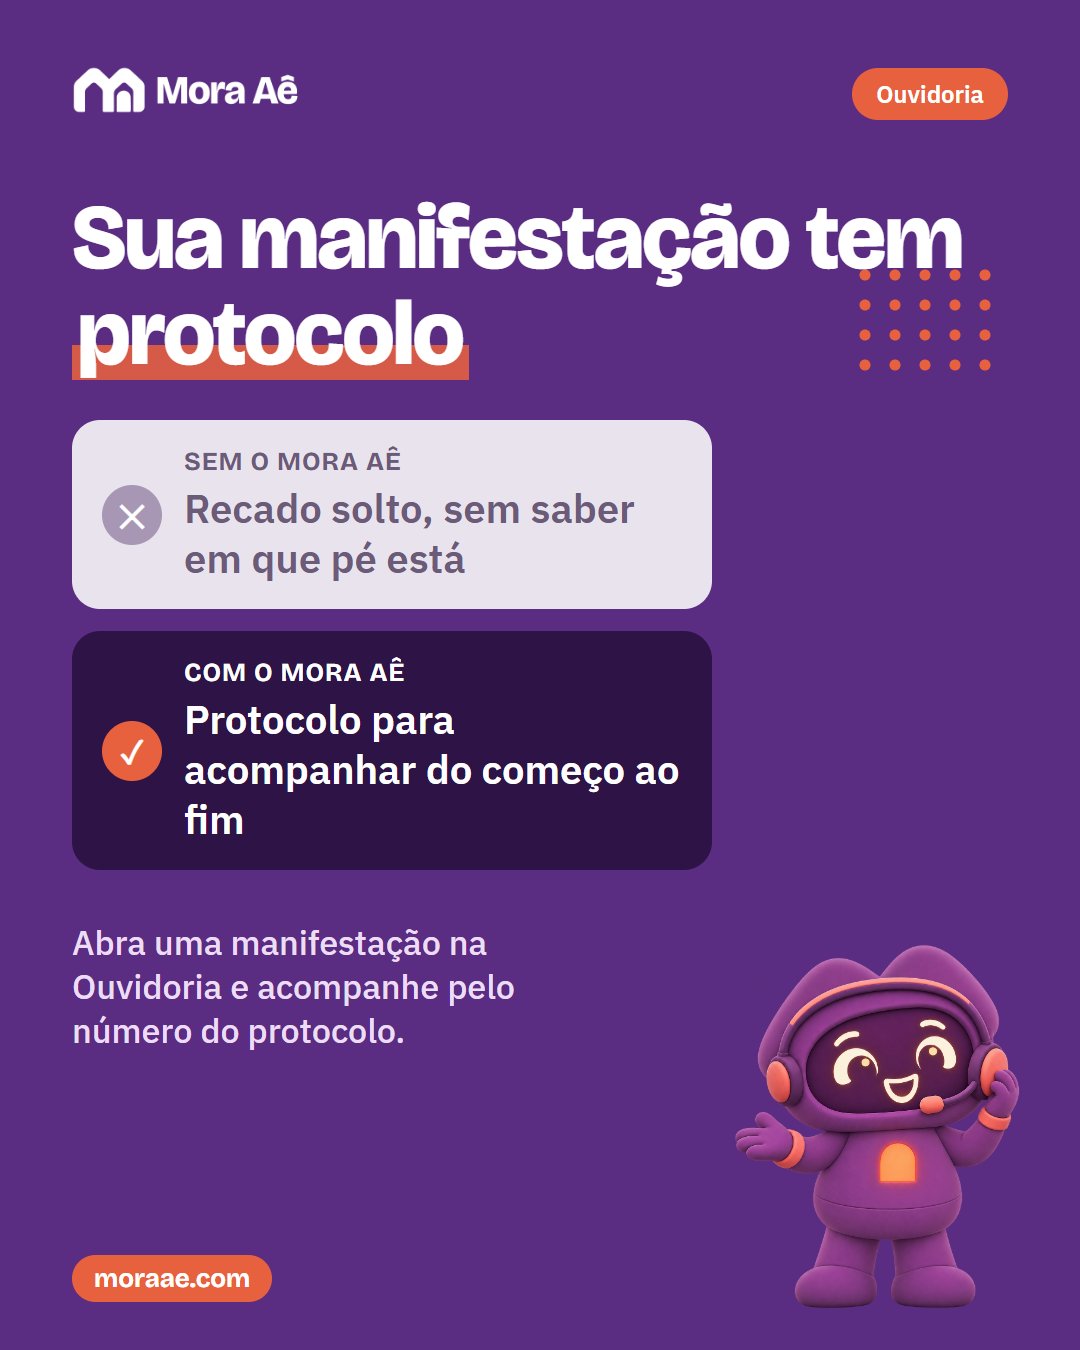 Mora Aê
Ouvidoria
Sua manifestação tem
protocolo
SEM O MORA AÊ
Recado solto, sem saber
em que pé está
COM O MORA AÊ
Protocolo para
acompanhar do começo ao
fim
Abra uma manifestação na
Ouvidoria e acompanhe pelo
número do protocolo.
moraae.com